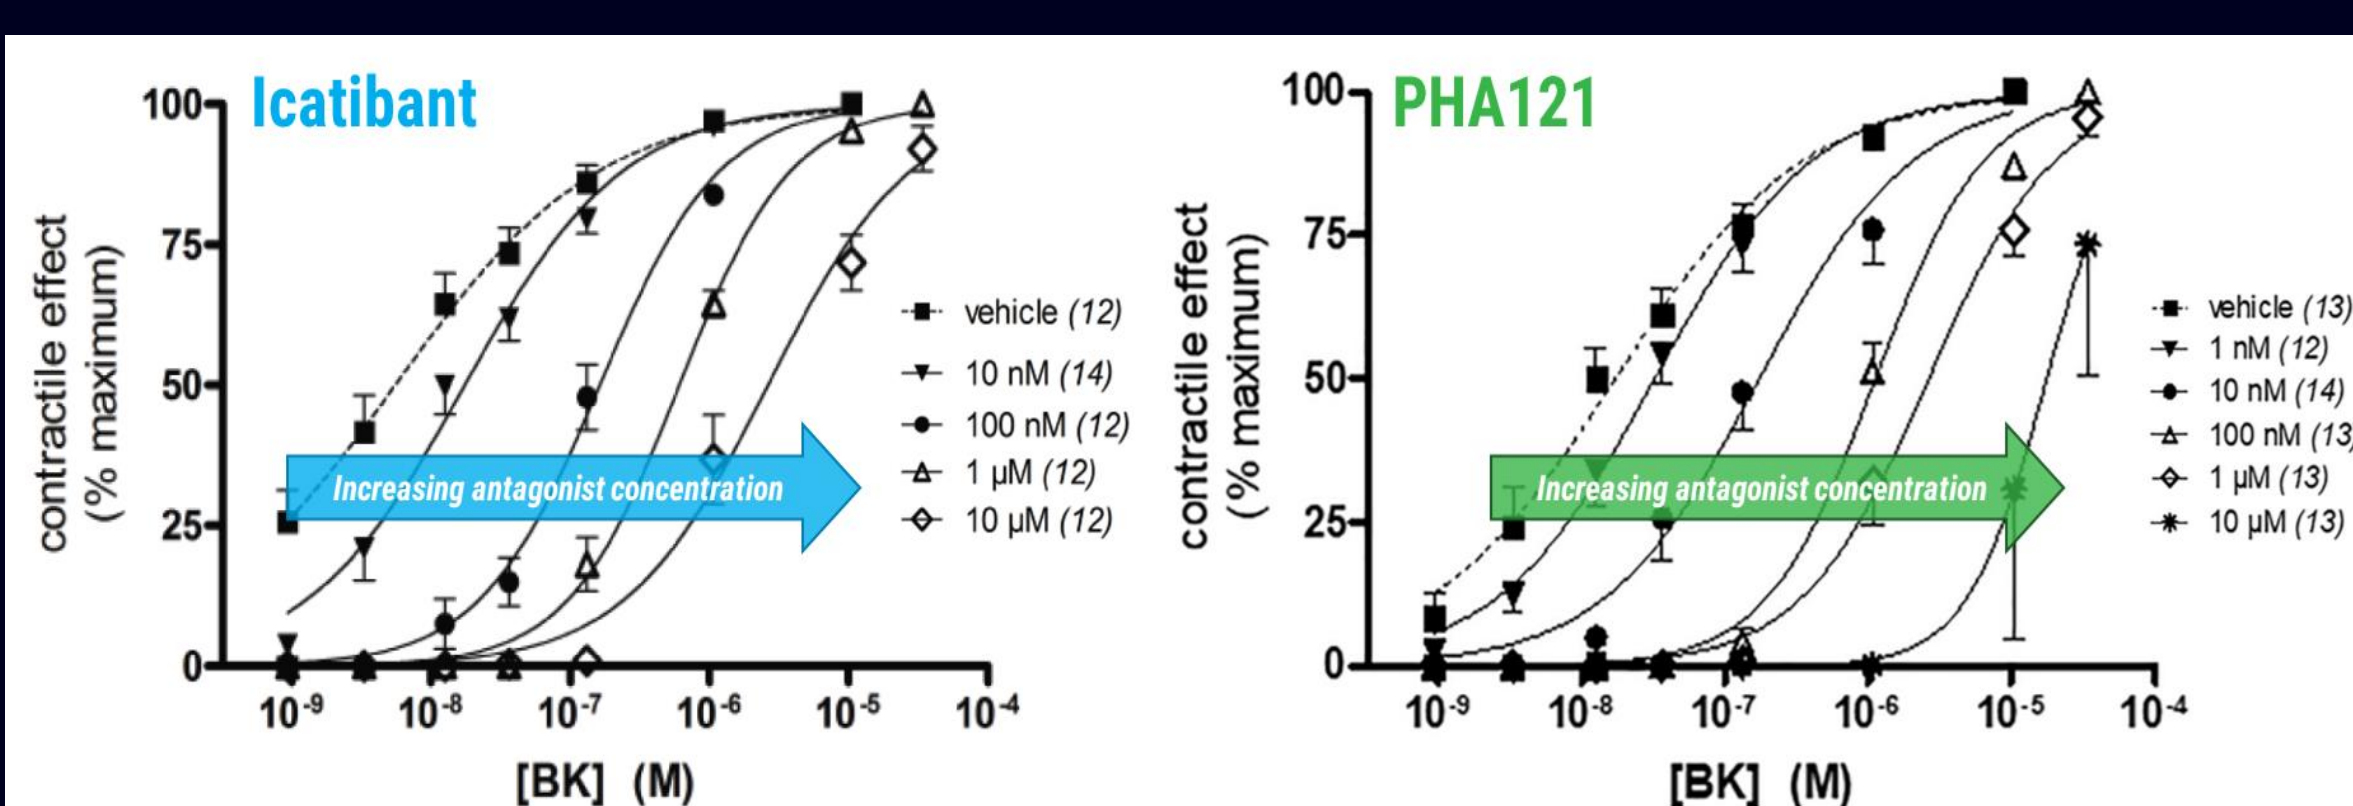 Icatibant
contractile effect
(% maximum)
100
75
50
25
0
10-9
10-8
10-7
10-6
10-5
10-4
[BK] (M)
Increasing antagonist concentration
vehicle (12)
10 nM (14)
100 nM (12)
1 µM (12)
10 µM (12)
PHA121
contractile effect
(% maximum)
100
75
50
25
0
10-9
10-8
10-7
10-6
10-5
10-4
[BK] (M)
Increasing antagonist concentration
vehicle (13)
1 nM (12)
10 nM (14)
100 nM (13)
1 µM (13)
10 µM (13)